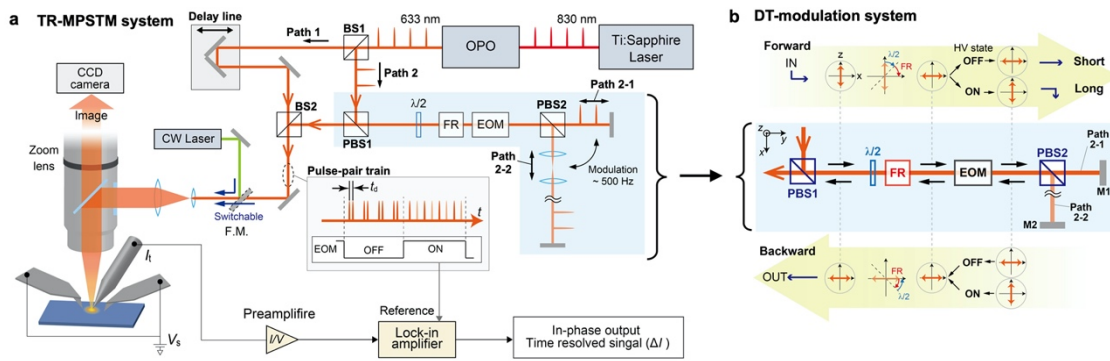 a TR-MPSTM system
Delay line
Path 1
BS1
633 nm
OPO
830 nm
Ti:Sapphire
Laser
Path 2
CCD
camera
Image
Zoom
lens
CW Laser
Switchable
F.M.
BS2
PBS1
λ/2
FR
EOM
PBS2
Path 2-1
Path
2-2
Modulation
~ 500 Hz
Pulse-pair train
td
t
EOM
OFF
ON
It
Vs
Preamplifire
I/V
Reference
Lock-in
amplifier
In-phase output
Time resolved singal (ΔI)
b DT-modulation system
Forward
IN
z
x
λ/2
FR
HV state
OFF
ON
Short
Long
z
y
x
PBS1
λ/2
FR
EOM
PBS2
Path
2-1
M1
Path
2-2
M2
Backward
OUT
FR
λ/2
OFF
ON